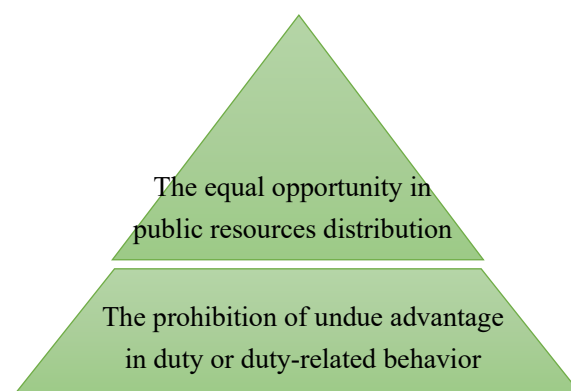 The equal opportunity in
public resources distribution
The prohibition of undue advantage
in duty or duty-related behavior